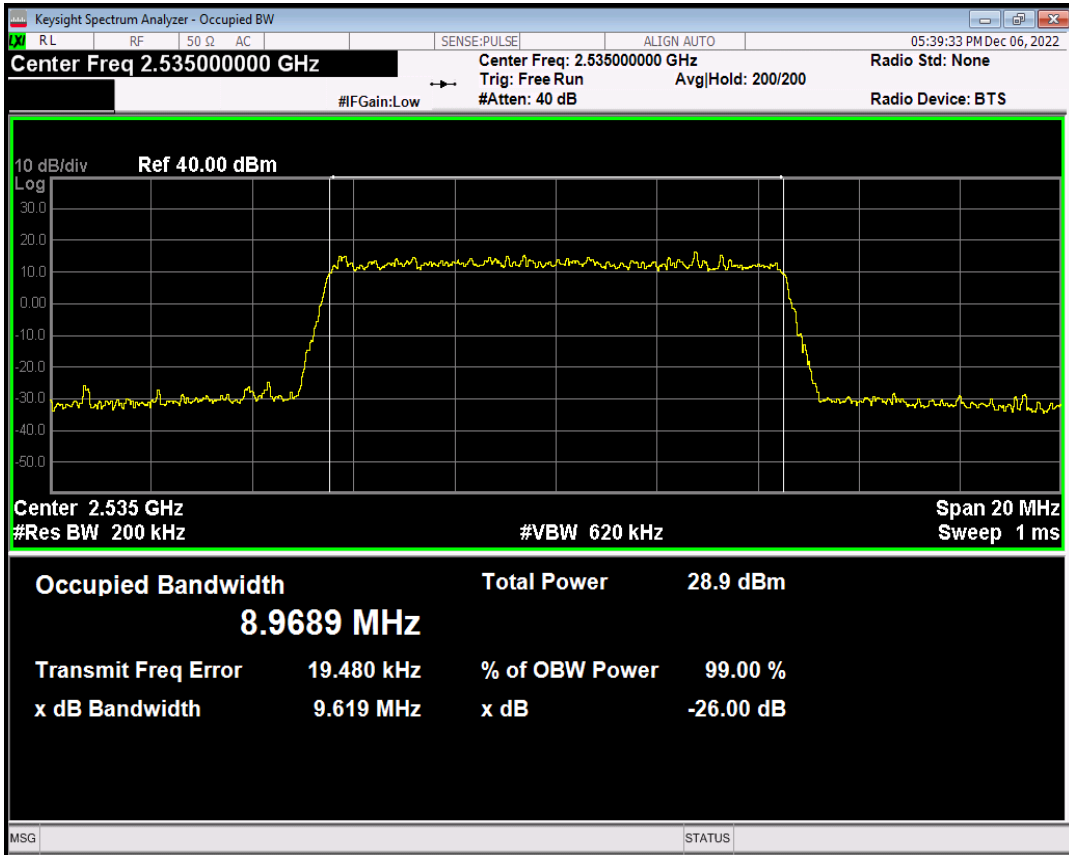 Keysight Spectrum Analyzer - Occupied BW
LXI RL RF 50 Ω AC SENSE:PULSE ALIGN AUTO 05:39:33 PM Dec 06, 2022
Center Freq 2.535000000 GHz
Center Freq: 2.535000000 GHz
Radio Std: None
Trig: Free Run Avg|Hold: 200/200
#IFGain:Low
#Atten: 40 dB
Radio Device: BTS
10 dB/div Ref 40.00 dBm
Log
30.0
20.0
10.0
0.00
-10.0
-20.0
-30.0
-40.0
-50.0
Center 2.535 GHz Span 20 MHz
#Res BW 200 kHz #VBW 620 kHz Sweep 1 ms
Occupied Bandwidth Total Power 28.9 dBm
8.9689 MHz
Transmit Freq Error 19.480 kHz % of OBW Power 99.00 %
x dB Bandwidth 9.619 MHz x dB -26.00 dB
MSG STATUS